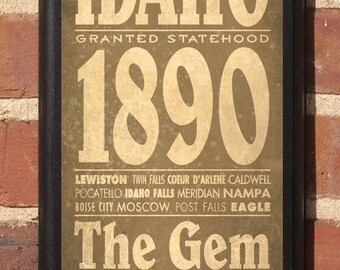 IDAHO
GRANTED STATEHOOD
1890
LEWISTON TWIN FALLS COEUR D'ARLENE CALDWELL
POCATELLO IDAHO FALLS MERIDIAN NAMPA
BOISE CITY MOSCOW POST FALLS EAGLE
The Gem